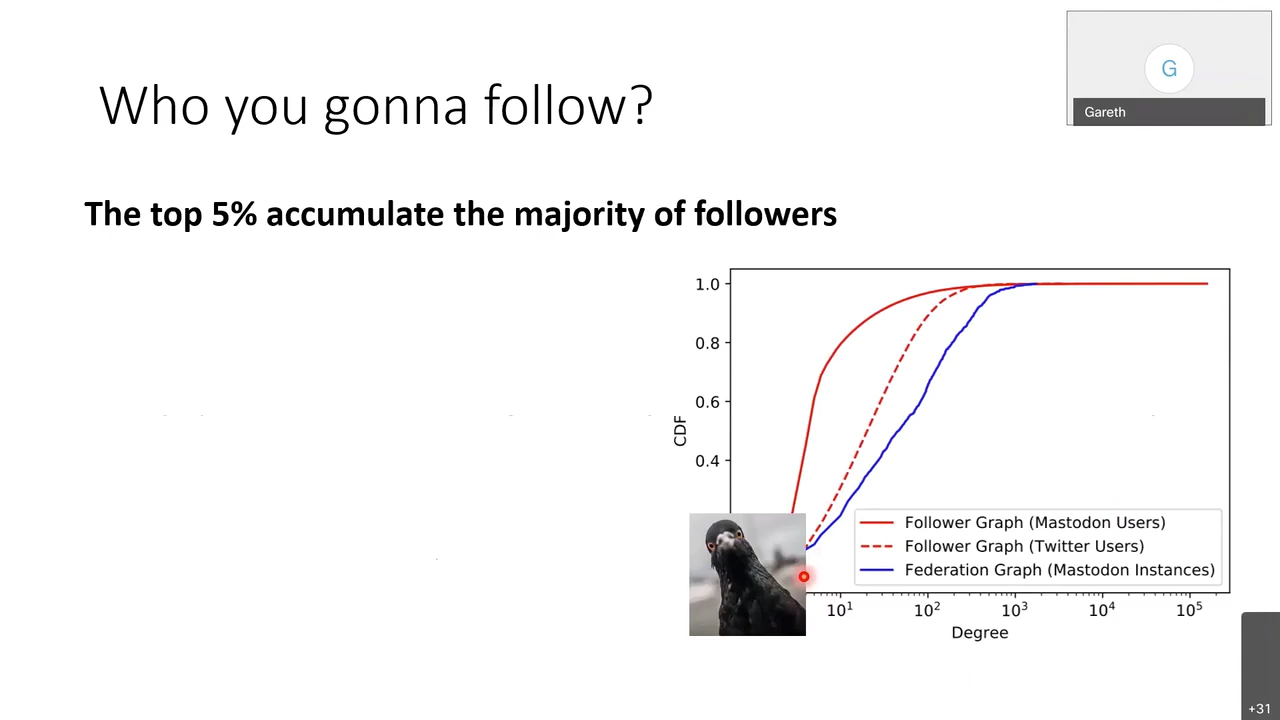 Who you gonna follow?
G
Gareth
The top 5% accumulate the majority of followers
1.0
0.8
0.6
0.4
CDF
Follower Graph (Mastodon Users)
Follower Graph (Twitter Users)
Federation Graph (Mastodon Instances)
10¹ 10² 10³ 10⁴ 10⁵
Degree
+31